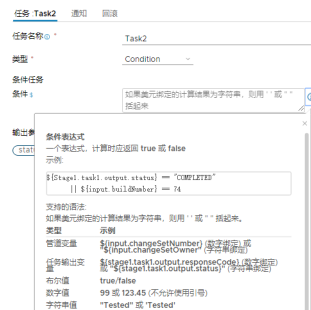 任务: Task2 通知 回滚
任务名称 * Task2
类型 * Condition
条件任务
条件 * 如果美元绑定的计算结果为字符串，则用 ' ' 或 " "
括起来
输出参
条件表达式
一个表达式，计算时应返回 true 或 false
示例:
${Stage1.task1.output.status} == "COMPLETED"
|| ${input.buildNumber} == 74
支持的语法:
如果美元绑定的计算结果为字符串，则用 ' ' 或 " " 括起来。
类型 示例
管道变量 ${input.changeSetNumber} (数字绑定) 或
"${input.changeSetOwner" (字符串绑定)
任务输出变 ${stage1.task1.output.responseCode} (数字绑定)
量 或 "${stage1.task1.output.status}" (字符串绑定)
布尔值 true/false
数字值 99 或 123.45 (不允许使用引号)
字符串值 "Tested" 或 'Tested'